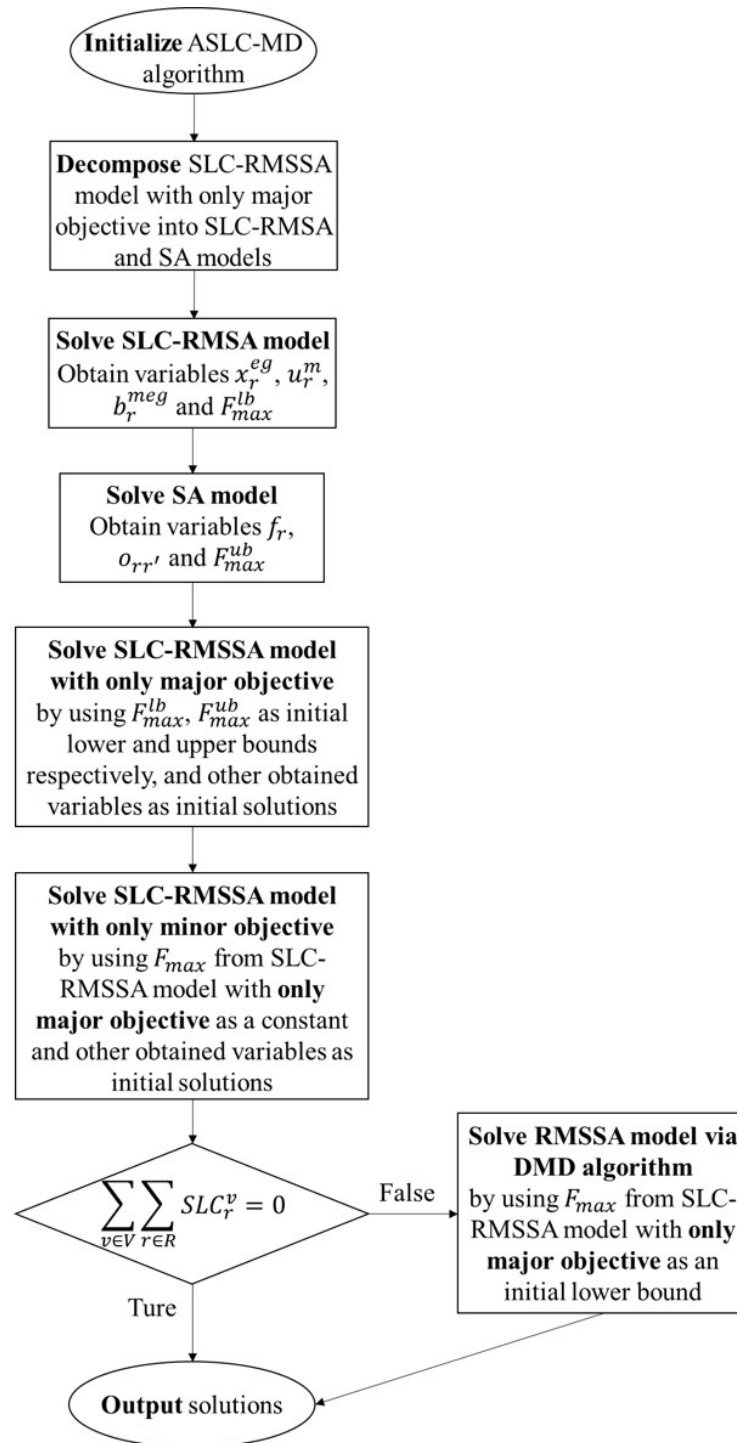 Initialize ASLC-MD
algorithm
Decompose SLC-RMSSA
model with only major
objective into SLC-RMSA
and SA models
Solve SLC-RMSA model
Obtain variables $x_r^{eg}$, $u_r^m$,
$b_r^{meg}$ and $F_{max}^{lb}$
Solve SA model
Obtain variables $f_r$,
$o_{rr'}$ and $F_{max}^{ub}$
Solve SLC-RMSSA model
with only major objective
by using $F_{max}^{lb}$, $F_{max}^{ub}$ as initial
lower and upper bounds
respectively, and other obtained
variables as initial solutions
Solve SLC-RMSSA model
with only minor objective
by using $F_{max}$ from SLC-
RMSSA model with only
major objective as a constant
and other obtained variables as
initial solutions
$\sum_{v \in V} \sum_{r \in R} SLC_r^v = 0$
False
Solve RMSSA model via
DMD algorithm
by using $F_{max}$ from SLC-
RMSSA model with only
major objective as an
initial lower bound
Ture
Output solutions